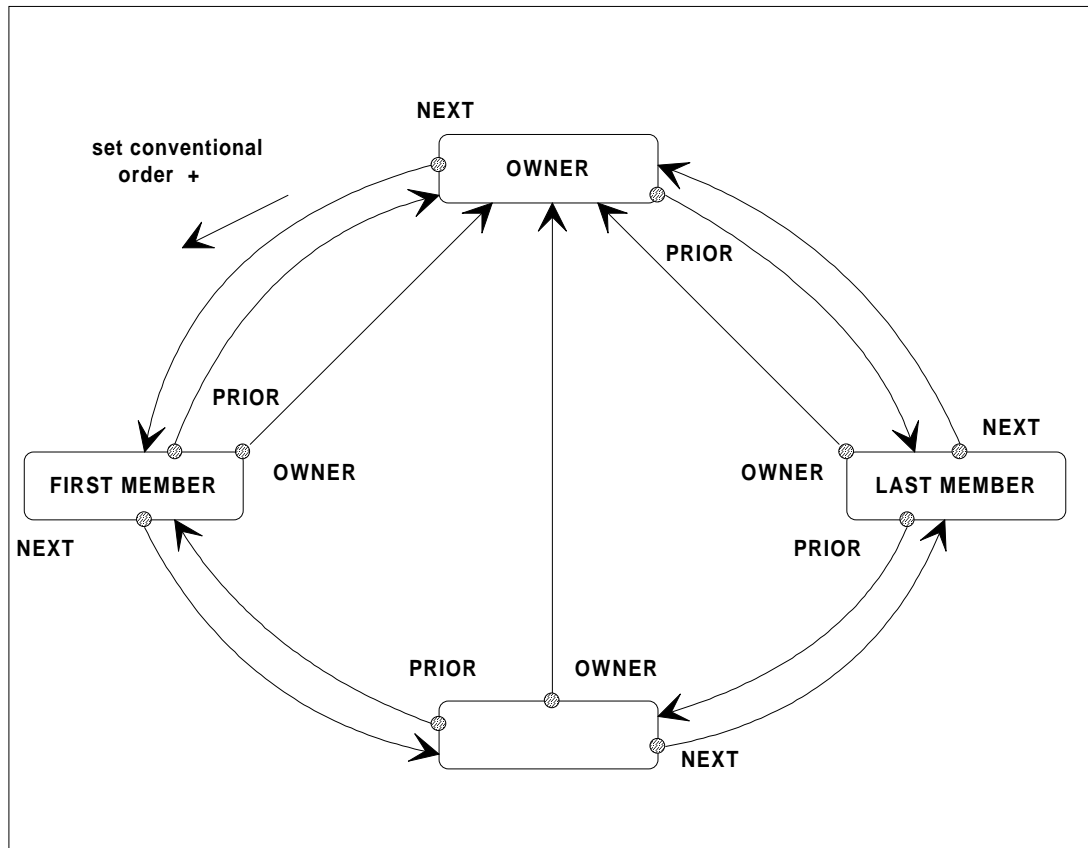 NEXT
set conventional
order +
OWNER
PRIOR
PRIOR
NEXT
FIRST MEMBER
OWNER
OWNER
LAST MEMBER
NEXT
PRIOR
PRIOR
OWNER
NEXT